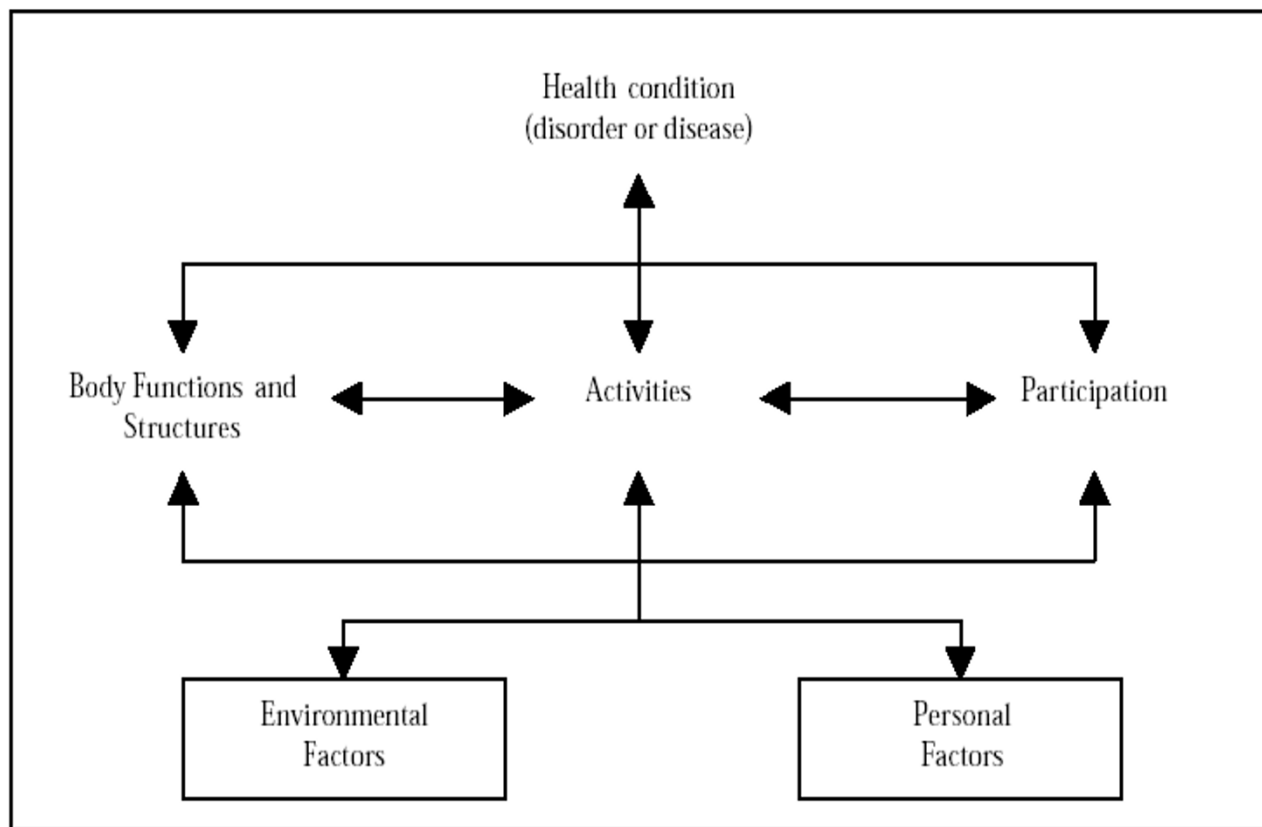 Health condition
(disorder or disease)
Body Functions and
Structures
Activities
Participation
Environmental
Factors
Personal
Factors